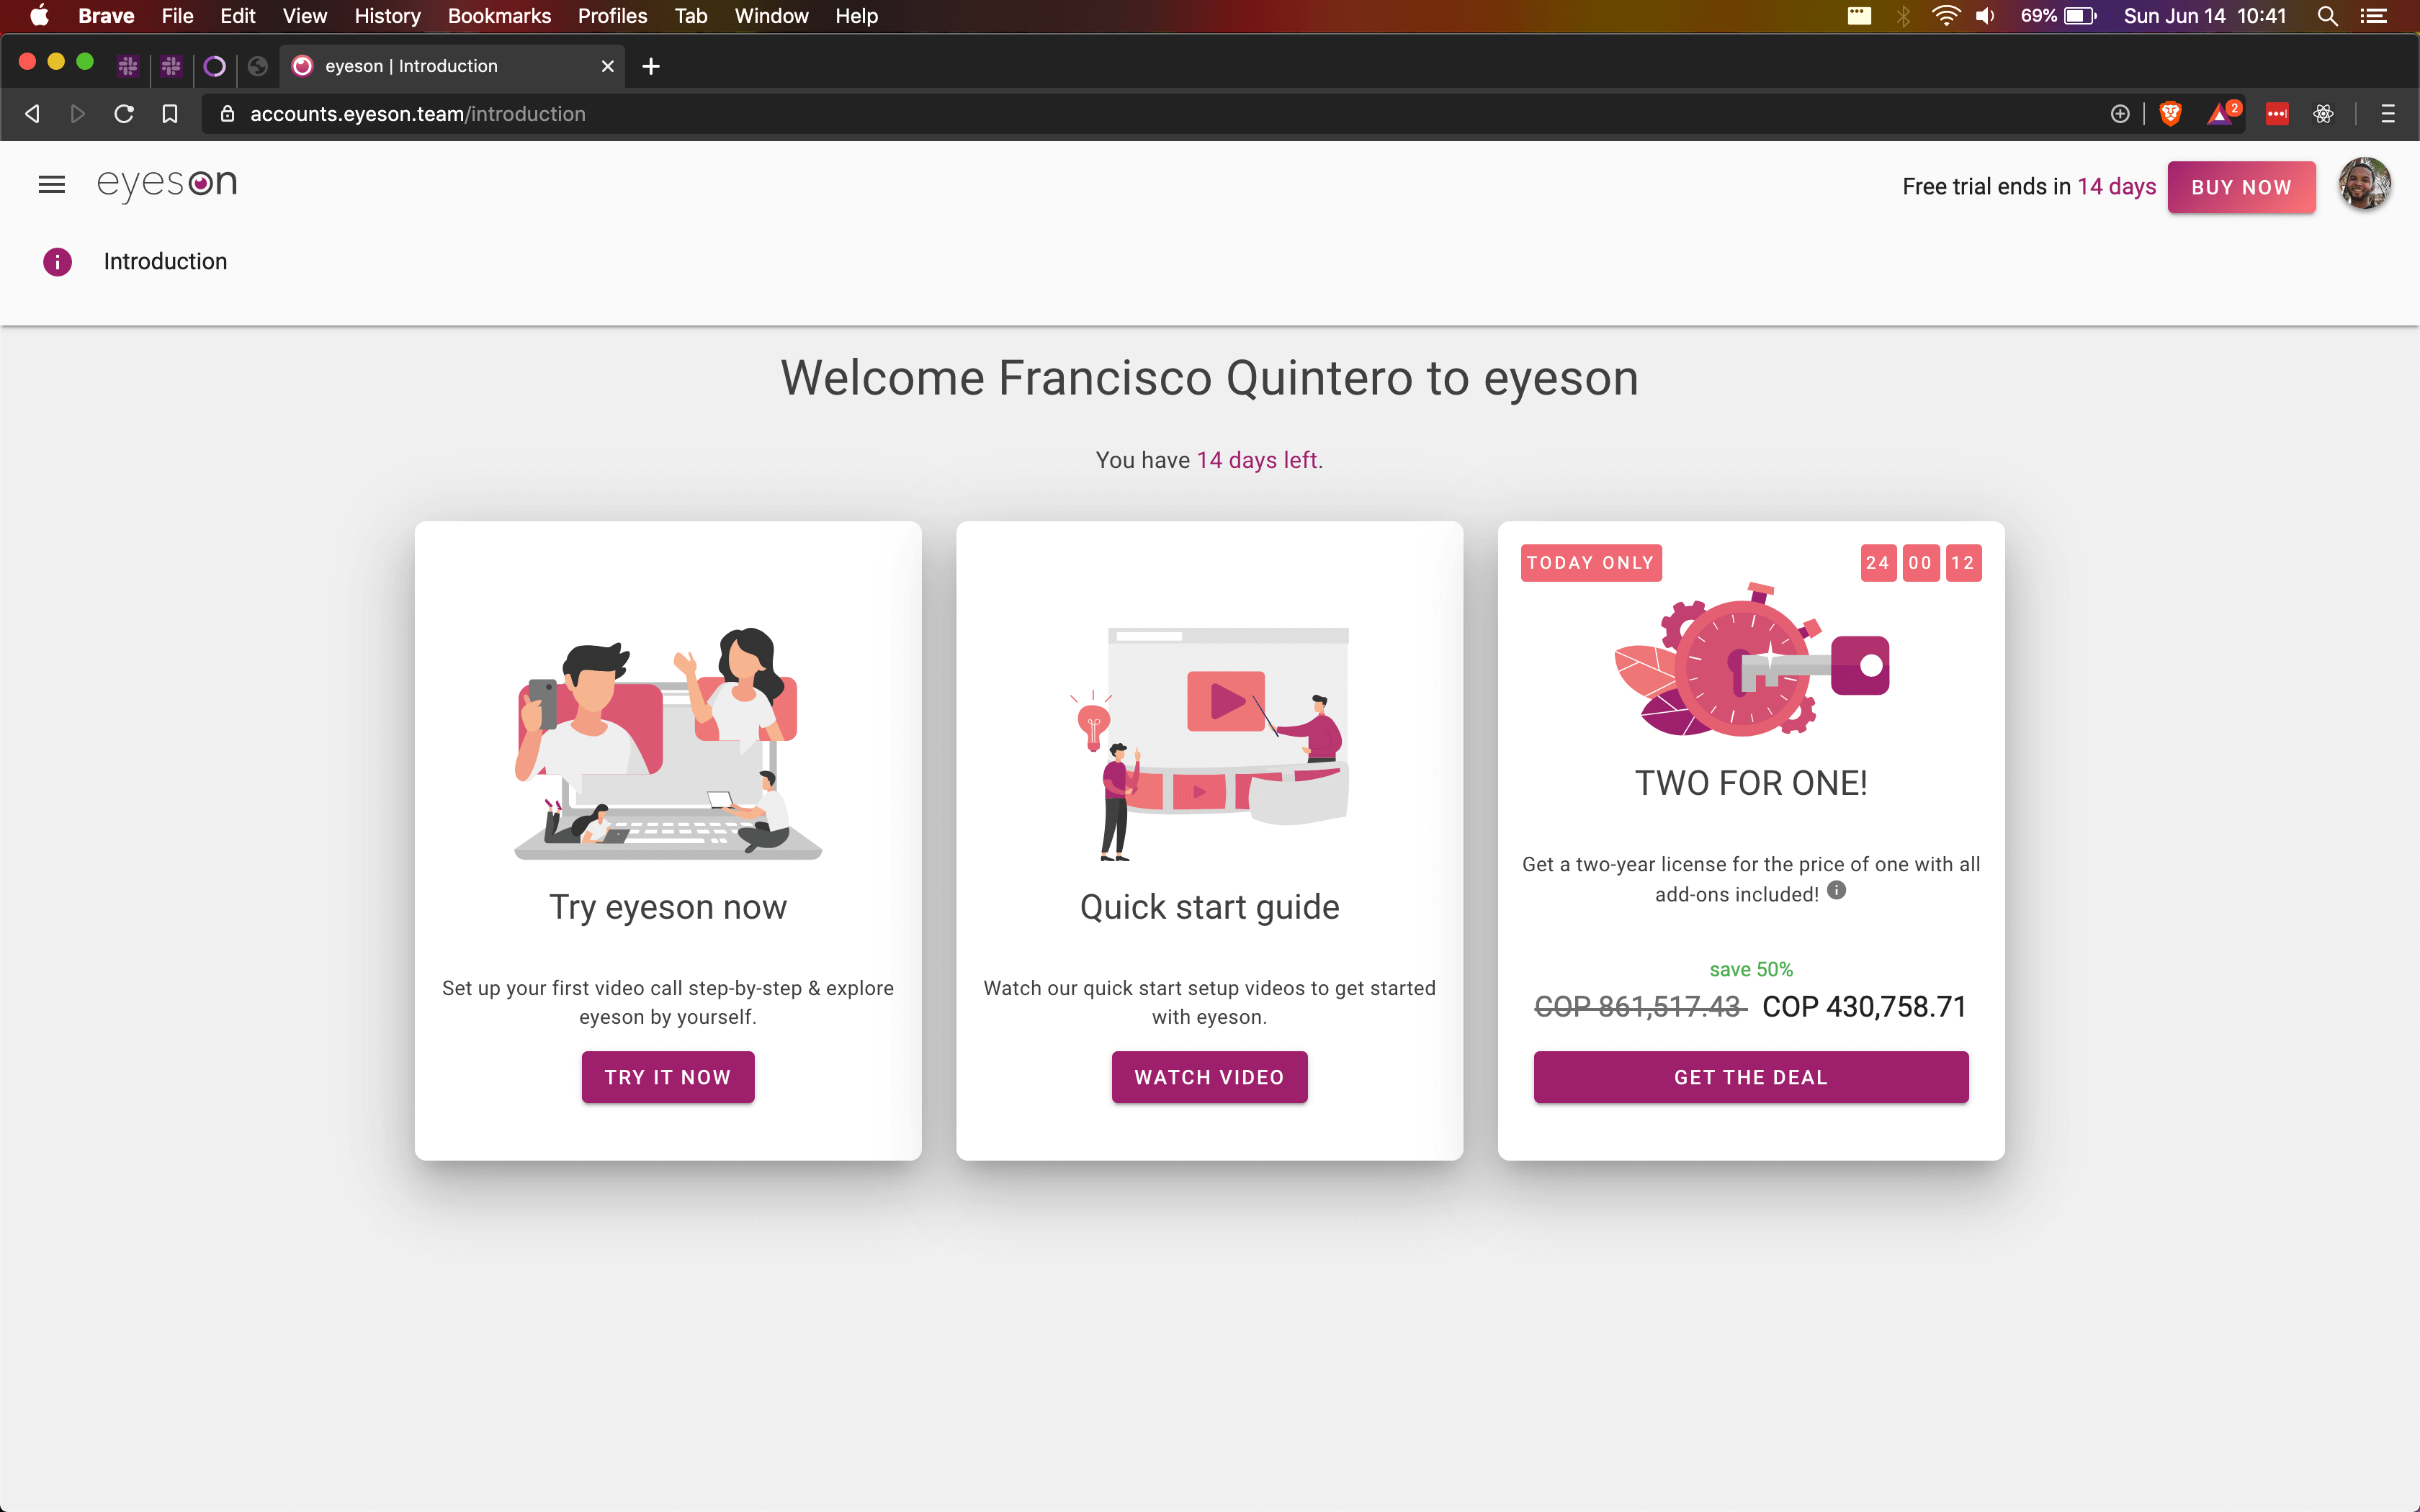 Brave File Edit View History Bookmarks Profiles Tab Window Help 69% Sun Jun 14 10:41
eyeson | Introduction
accounts.eyeson.team/introduction 2
eyeson Free trial ends in 14 days BUY NOW
Introduction
Welcome Francisco Quintero to eyeson
You have 14 days left.
Try eyeson now
Set up your first video call step-by-step & explore
eyeson by yourself.
TRY IT NOW
Quick start guide
Watch our quick start setup videos to get started
with eyeson.
WATCH VIDEO
TODAY ONLY 24 00 12
TWO FOR ONE!
Get a two-year license for the price of one with all
add-ons included!
save 50%
COP 861,517.43 COP 430,758.71
GET THE DEAL